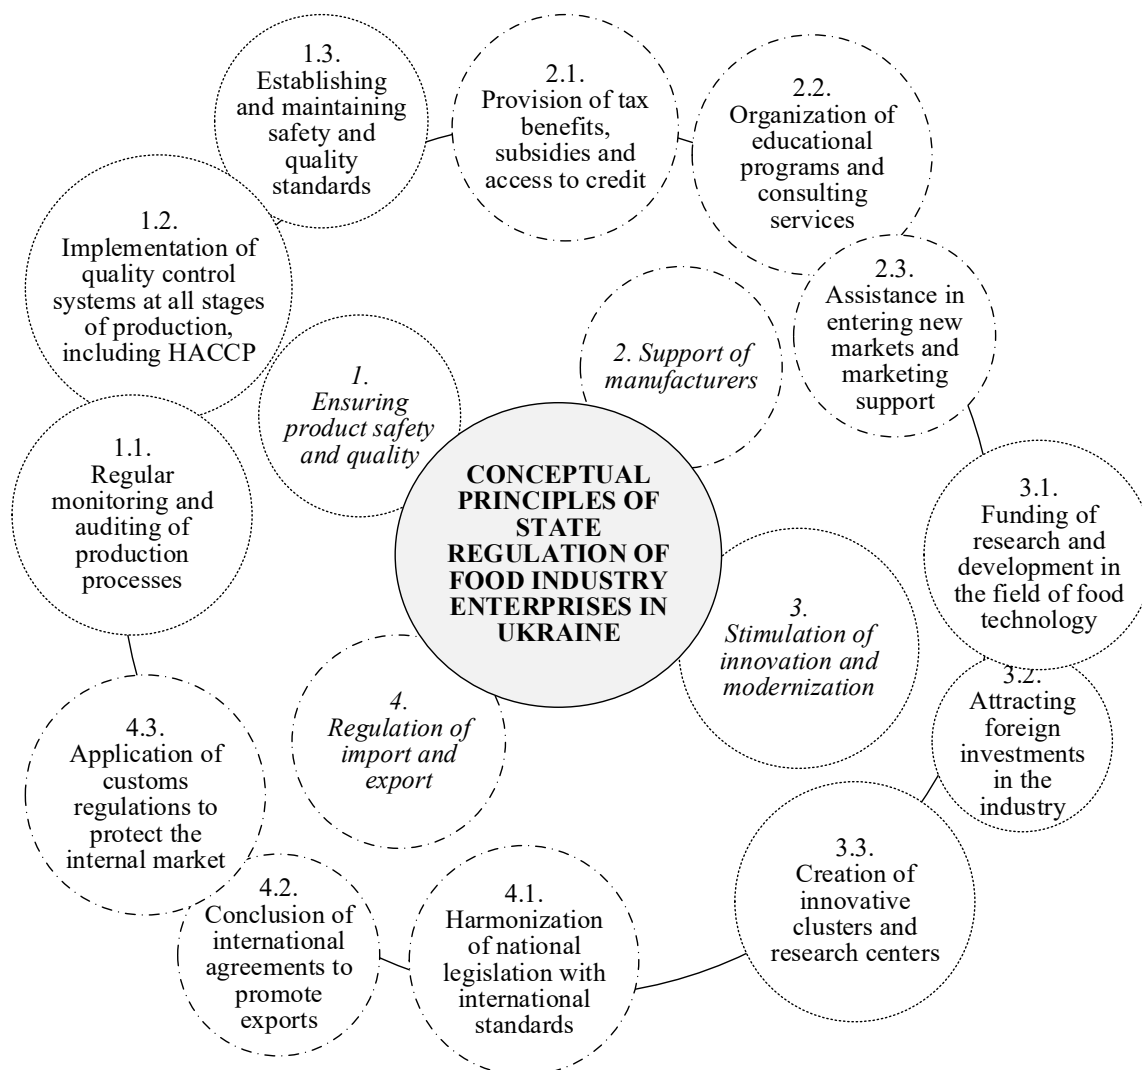 1.3.
Establishing
and maintaining
safety and
quality
standards
2.1.
Provision of tax
benefits,
subsidies and
access to credit
2.2.
Organization of
educational
programs and
consulting
services
1.2.
Implementation of
quality control
systems at all stages
of production,
including HACCP
2.3.
Assistance in
entering new
markets and
marketing
support
1.
Ensuring
product safety
and quality
2. Support of
manufacturers
1.1.
Regular
monitoring and
auditing of
production
processes
CONCEPTUAL
PRINCIPLES OF
STATE
REGULATION OF
FOOD INDUSTRY
ENTERPRISES IN
UKRAINE
3.1.
Funding of
research and
development in
the field of food
technology
3.
Stimulation of
innovation and
modernization
3.2.
Attracting
foreign
investments
in the
industry
4.
Regulation of
import and
export
4.3.
Application of
customs
regulations to
protect the
internal market
3.3.
Creation of
innovative
clusters and
research centers
4.2.
Conclusion of
international
agreements to
promote
exports
4.1.
Harmonization
of national
legislation with
international
standards